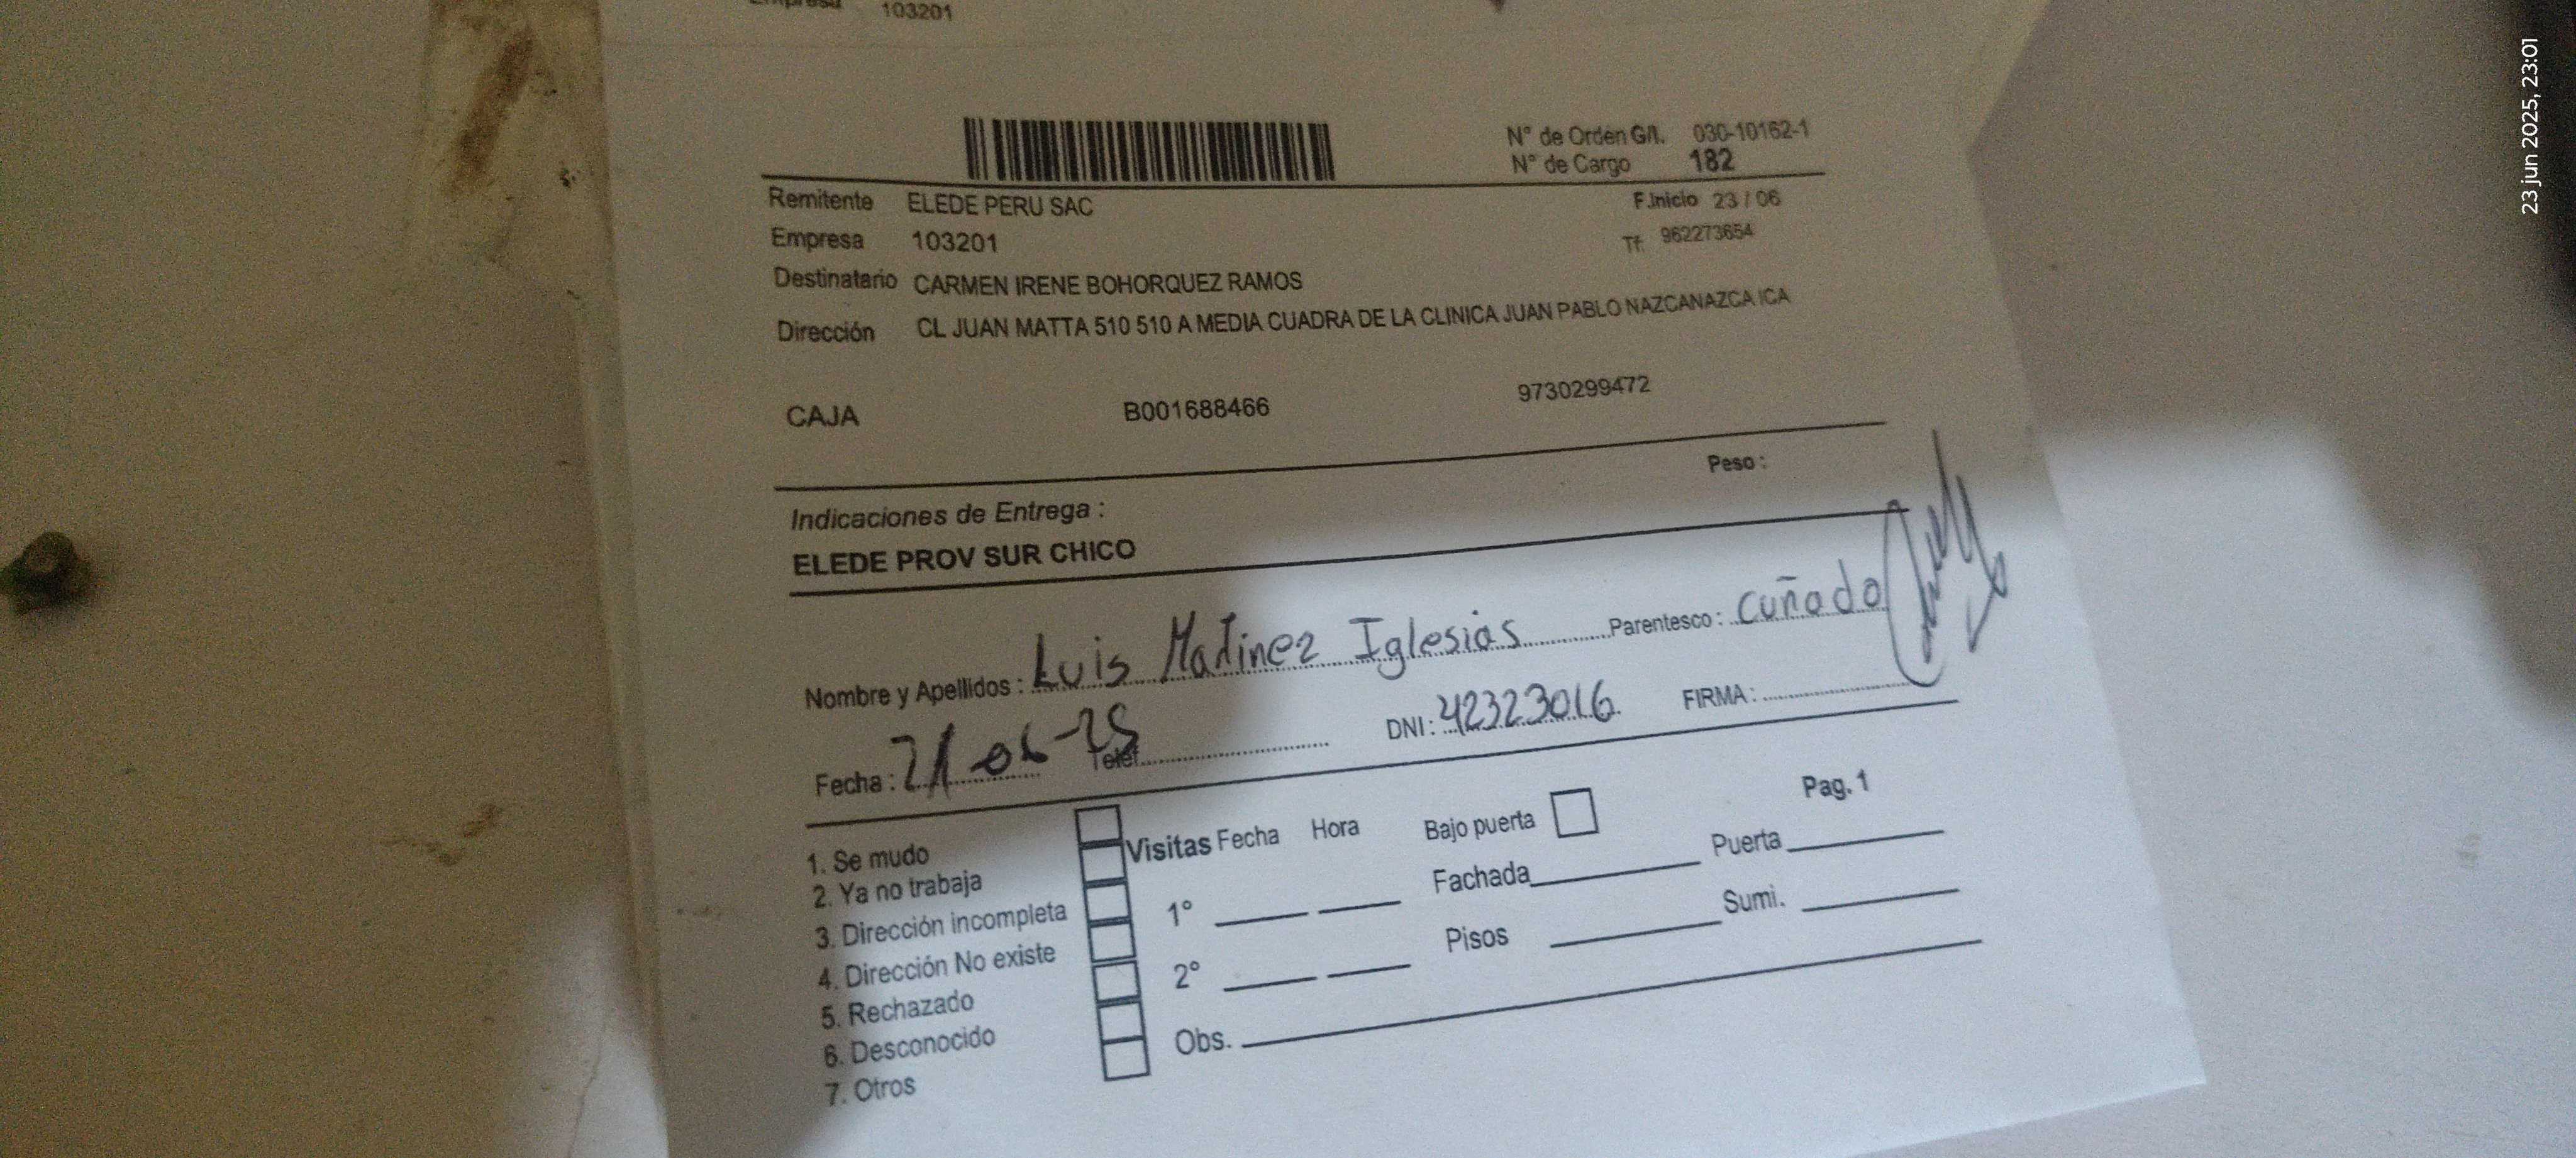 103201
N° de Orden G/I. 030-10162-1
N° de Cargo 182
Remitente ELEDE PERU SAC F.Inicio 23 / 06
Empresa 103201 Tf: 962273654
Destinatario CARMEN IRENE BOHORQUEZ RAMOS
Dirección CL JUAN MATTA 510 510 A MEDIA CUADRA DE LA CLINICA JUAN PABLO NAZCANAZCA ICA
CAJA B001688466 9730299472
Peso :
Indicaciones de Entrega :
ELEDE PROV SUR CHICO
Nombre y Apellidos : Luis Matinez Iglesias Parentesco : cuñado
Fecha : Telef. DNI : 42323016 FIRMA :
Pag. 1
1. Se mudo
2. Ya no trabaja
3. Dirección incompleta
4. Dirección No existe
5. Rechazado
6. Desconocido
7. Otros
Visitas Fecha Hora
1°
2°
Obs.
Bajo puerta
Fachada Puerta
Pisos Sumi.
23 jun 2025, 23:01